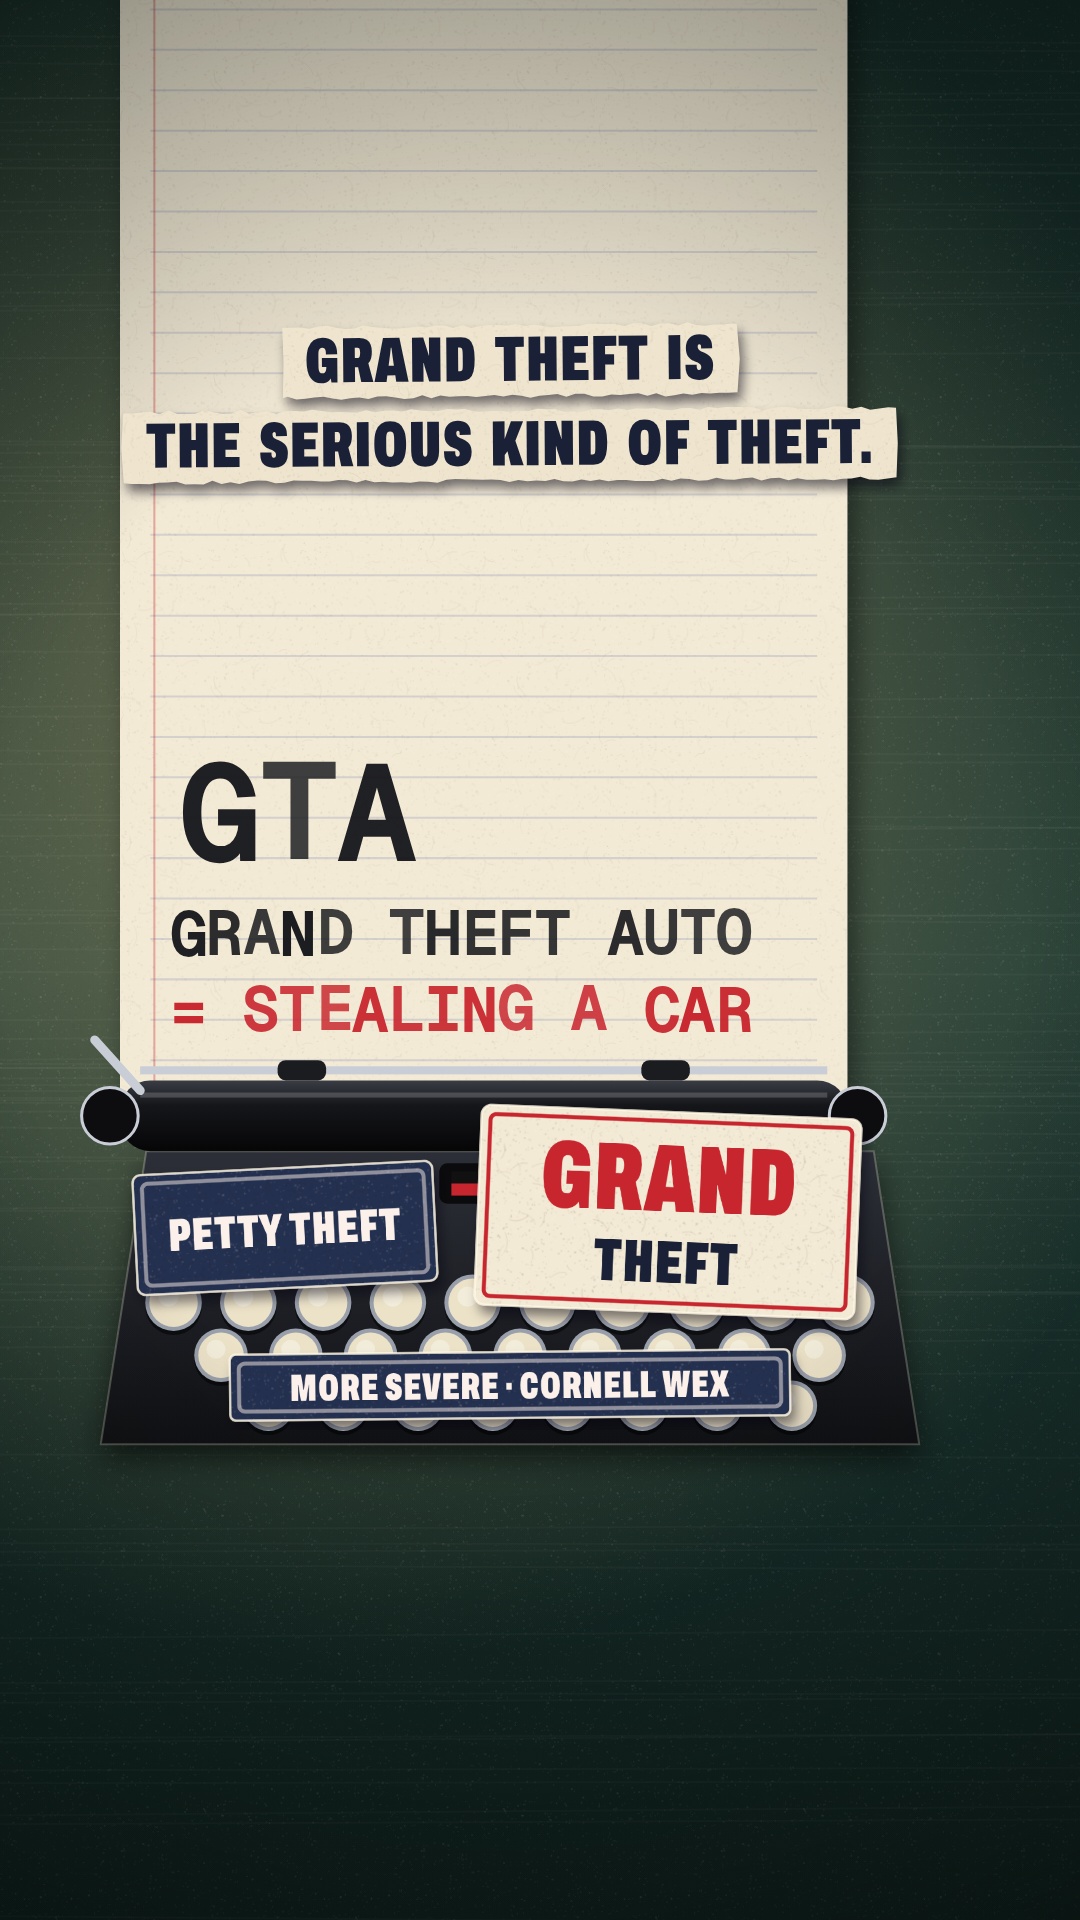 GRAND THEFT IS
THE SERIOUS KIND OF THEFT.
GTA
GRAND THEFT AUTO
= STEALING A CAR
PETTY THEFT
GRAND
THEFT
MORE SEVERE · CORNELL WEX